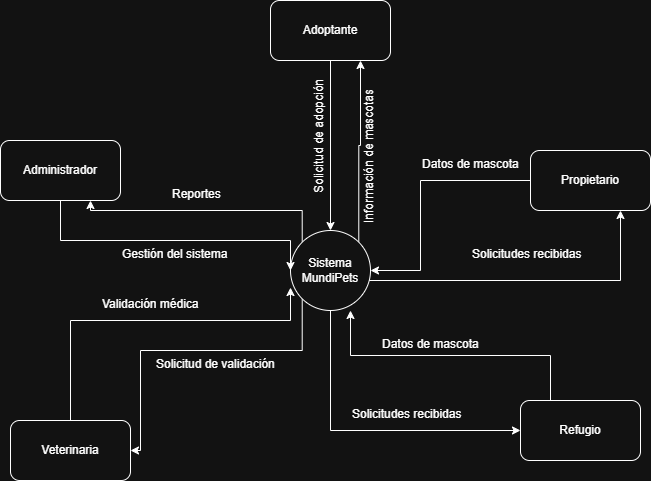 Adoptante
Solicitud de adopción
Información de mascotas
Administrador
Datos de mascota
Propietario
Reportes
Gestión del sistema
Solicitudes recibidas
Sistema
MundiPets
Validación médica
Datos de mascota
Solicitud de validación
Solicitudes recibidas
Refugio
Veterinaria